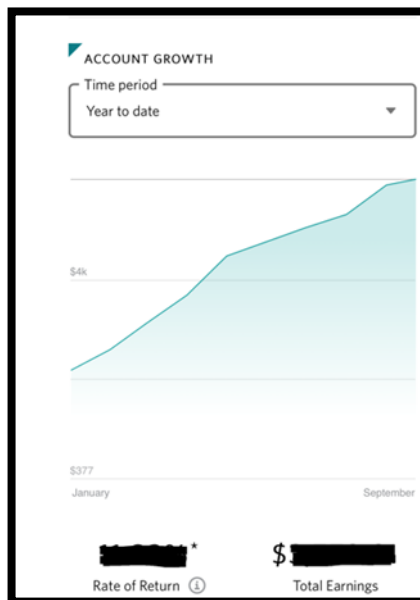 ACCOUNT GROWTH
Time period
Year to date
$4k
$377
January September
*
$
Rate of Return ⓘ Total Earnings